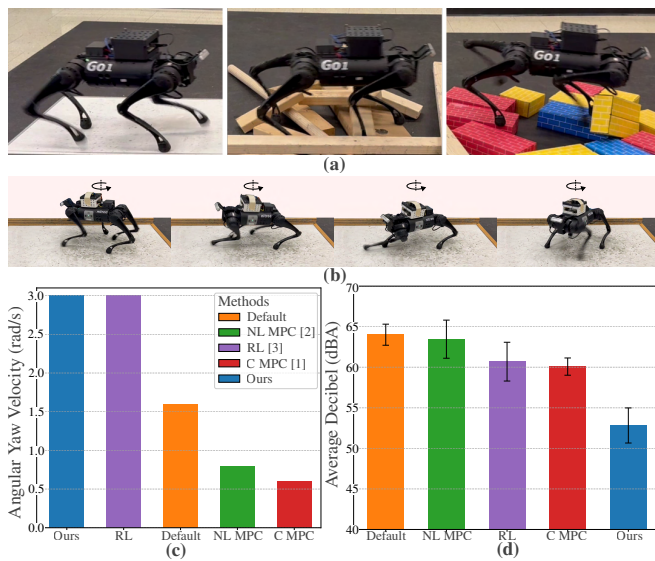 GO1
GO1
GO1
(a)
(b)
Angular Yaw Velocity (rad/s)
3.0
2.5
2.0
1.5
1.0
0.5
0.0
Methods
Default
NL MPC [2]
RL [3]
C MPC [1]
Ours
Ours
RL
Default
NL MPC
C MPC
(c)
Average Decibel (dBA)
70
65
60
55
50
45
40
Default
NL MPC
RL
C MPC
Ours
(d)